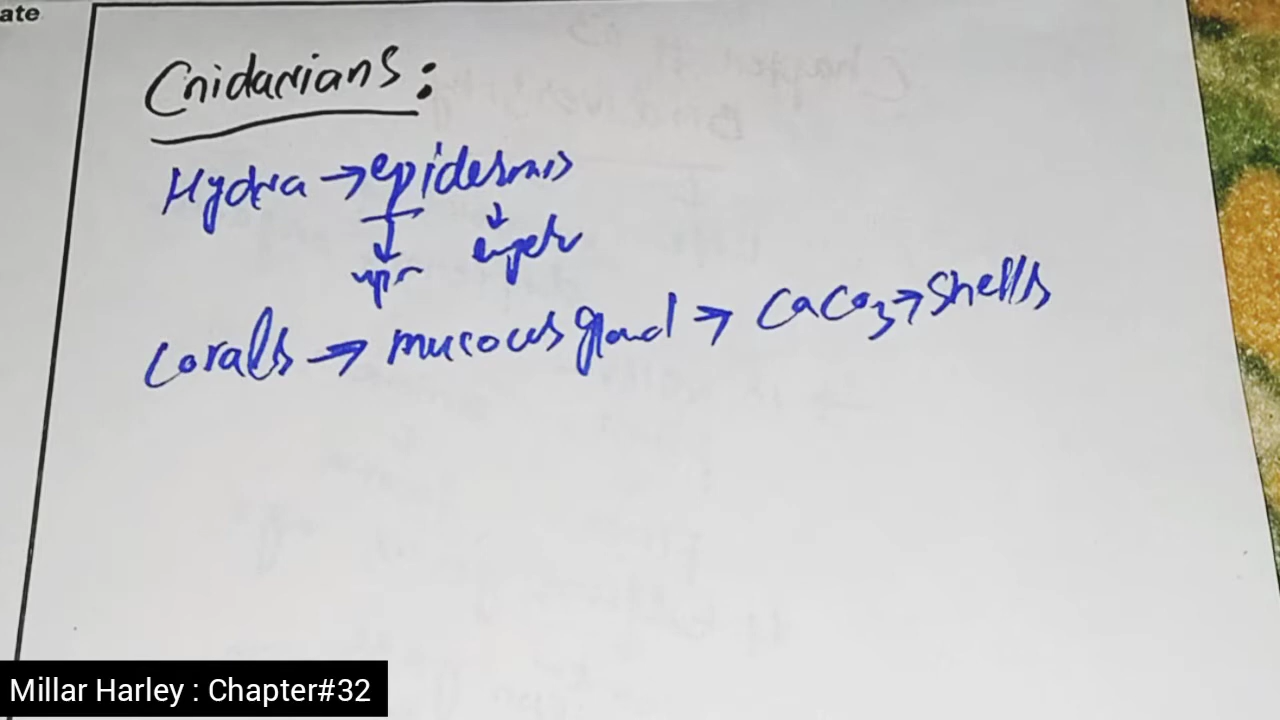 ate
Cnidarians:
Hydra → epidermis
Corals → mucous gland → CaCO3 → shells
Millar Harley : Chapter#32